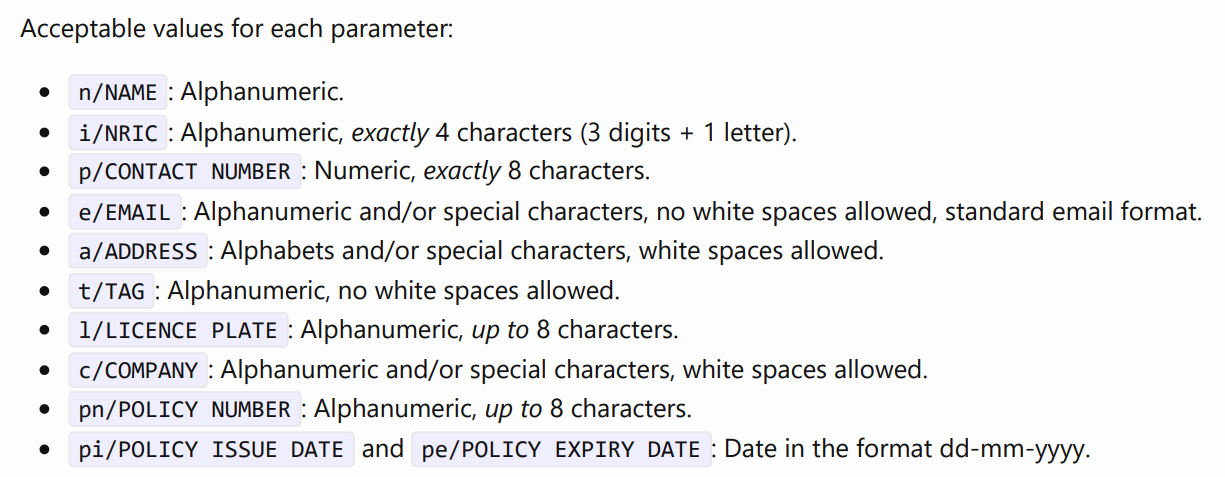 Acceptable values for each parameter:
n/NAME : Alphanumeric.
i/NRIC : Alphanumeric, exactly 4 characters (3 digits + 1 letter).
p/CONTACT NUMBER : Numeric, exactly 8 characters.
e/EMAIL : Alphanumeric and/or special characters, no white spaces allowed, standard email format.
a/ADDRESS : Alphabets and/or special characters, white spaces allowed.
t/TAG : Alphanumeric, no white spaces allowed.
l/LICENCE PLATE : Alphanumeric, up to 8 characters.
c/COMPANY : Alphanumeric and/or special characters, white spaces allowed.
pn/POLICY NUMBER : Alphanumeric, up to 8 characters.
pi/POLICY ISSUE DATE and pe/POLICY EXPIRY DATE : Date in the format dd-mm-yyyy.